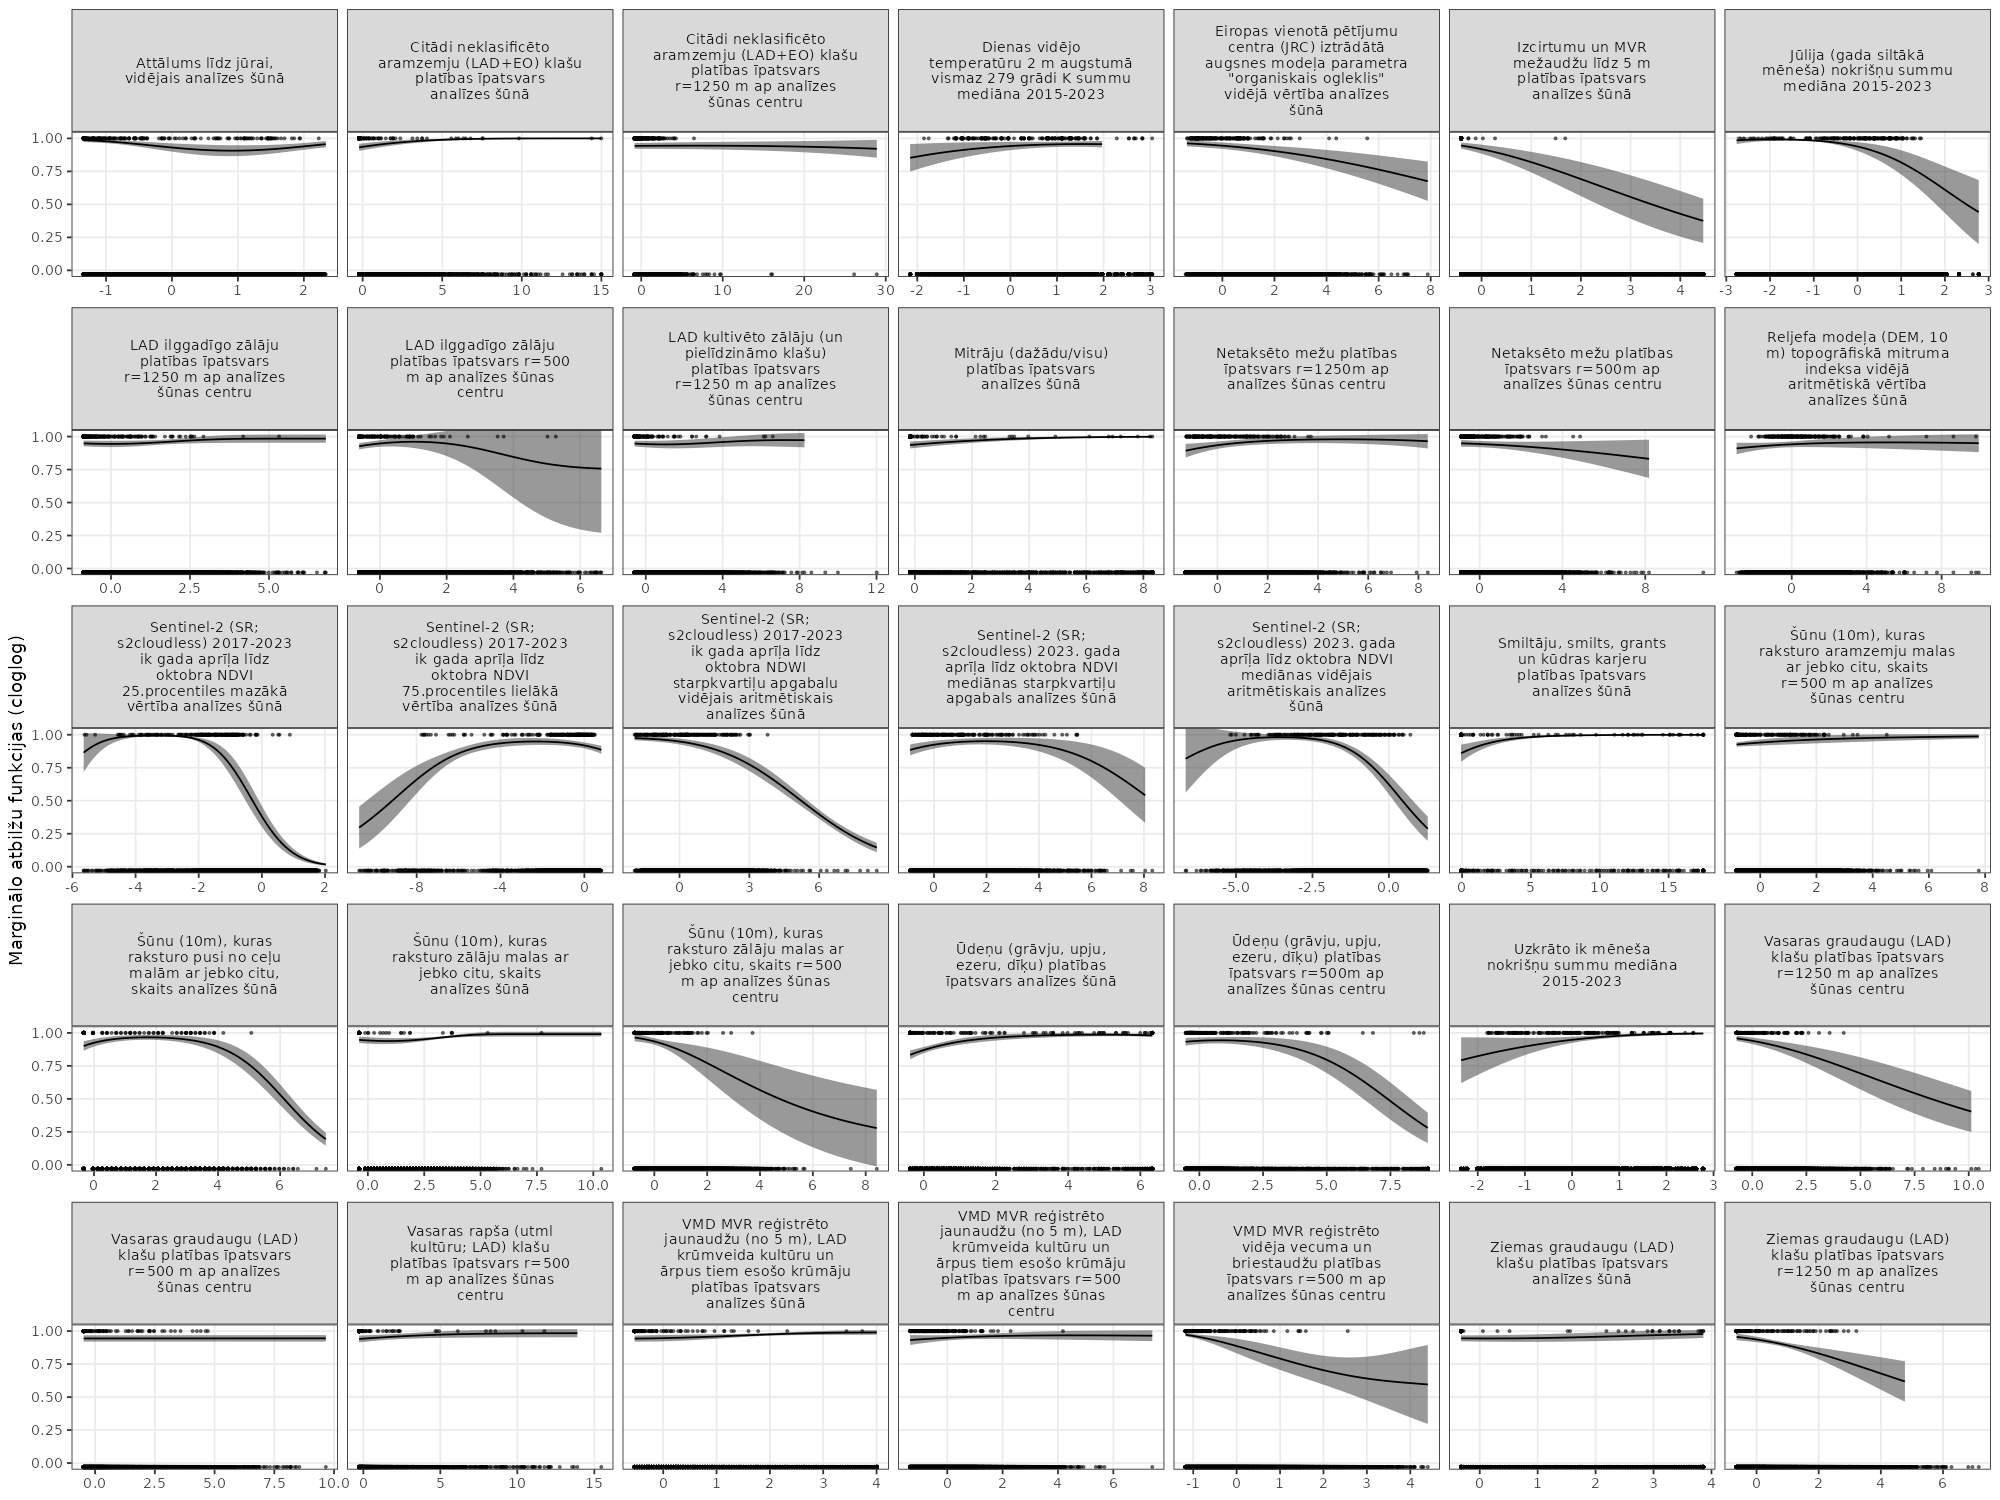 Marginālo atbilžu funkcijas (cloglog)
Attālums līdz jūrai,
vidējais analīzes šūnā
Citādi neklasificēto
aramzemju (LAD+EO) klašu
platības īpatsvars
analīzes šūnā
Citādi neklasificēto
aramzemju (LAD+EO) klašu
platības īpatsvars
r=1250 m ap analīzes
šūnas centru
Dienas vidējo
temperatūru 2 m augstumā
vismaz 279 grādi K summu
mediāna 2015-2023
Eiropas vienotā pētījumu
centra (JRC) iztrādātā
augsnes modeļa parametra
"organiskais ogleklis"
vidējā vērtība analīzes
šūnā
Izcirtumu un MVR
mežaudžu līdz 5 m
platības īpatsvars
analīzes šūnā
Jūlija (gada siltākā
mēneša) nokrišņu summu
mediāna 2015-2023
1.00
0.75
0.50
0.25
0.00
-1 0 1 2
0 5 10 15
0 10 20 30
-2 -1 0 1 2 3
0 2 4 6 8
0 1 2 3 4
-3 -2 -1 0 1 2 3
LAD ilggadīgo zālāju
platības īpatsvars
r=1250 m ap analīzes
šūnas centru
LAD ilggadīgo zālāju
platības īpatsvars r=500
m ap analīzes šūnas
centru
LAD kultivēto zālāju (un
pielīdzināmo klašu)
platības īpatsvars
r=1250 m ap analīzes
šūnas centru
Mitrāju (dažādu/visu)
platības īpatsvars
analīzes šūnā
Netaksēto mežu platības
īpatsvars r=1250m ap
analīzes šūnas centru
Netaksēto mežu platības
īpatsvars r=500m ap
analīzes šūnas centru
Reljefa modeļa (DEM, 10
m) topogrāfiskā mitruma
indeksa vidējā
aritmētiskā vērtība
analīzes šūnā
1.00
0.75
0.50
0.25
0.00
0.0 2.5 5.0
0 2 4 6
0 4 8 12
0 2 4 6 8
0 2 4 6 8
0 4 8
0 4 8
Sentinel-2 (SR;
s2cloudless) 2017-2023
ik gada aprīļa līdz
oktobra NDVI
25.procentiles mazākā
vērtība analīzes šūnā
Sentinel-2 (SR;
s2cloudless) 2017-2023
ik gada aprīļa līdz
oktobra NDVI
75.procentiles lielākā
vērtība analīzes šūnā
Sentinel-2 (SR;
s2cloudless) 2017-2023
ik gada aprīļa līdz
oktobra NDWI
starpkvartiļu apgabalu
vidējais aritmētiskais
analīzes šūnā
Sentinel-2 (SR;
s2cloudless) 2023. gada
aprīļa līdz oktobra NDVI
mediānas starpkvartiļu
apgabals analīzes šūnā
Sentinel-2 (SR;
s2cloudless) 2023. gada
aprīļa līdz oktobra NDVI
mediānas vidējais
aritmētiskais analīzes
šūnā
Smiltāju, smilts, grants
un kūdras karjeru
platības īpatsvars
analīzes šūnā
Šūnu (10m), kuras
raksturo aramzemju malas
ar jebko citu, skaits
r=500 m ap analīzes
šūnas centru
1.00
0.75
0.50
0.25
0.00
-6 -4 -2 0 2
-8 -4 0
0 3 6
0 2 4 6 8
-5.0 -2.5 0.0
0 5 10 15
0 2 4 6 8
Šūnu (10m), kuras
raksturo pusi no ceļu
malām ar jebko citu,
skaits analīzes šūnā
Šūnu (10m), kuras
raksturo zālāju malas ar
jebko citu, skaits
analīzes šūnā
Šūnu (10m), kuras
raksturo zālāju malas ar
jebko citu, skaits r=500
m ap analīzes šūnas
centru
Ūdeņu (grāvju, upju,
ezeru, dīķu) platības
īpatsvars analīzes šūnā
Ūdeņu (grāvju, upju,
ezeru, dīķu) platības
īpatsvars r=500m ap
analīzes šūnas centru
Uzkrāto ik mēneša
nokrišņu summu mediāna
2015-2023
Vasaras graudaugu (LAD)
klašu platības īpatsvars
r=1250 m ap analīzes
šūnas centru
1.00
0.75
0.50
0.25
0.00
0 2 4 6
0.0 2.5 5.0 7.5 10.0
0 2 4 6 8
0 2 4 6
0.0 2.5 5.0 7.5
-2 -1 0 1 2 3
0.0 2.5 5.0 7.5 10.0
Vasaras graudaugu (LAD)
klašu platības īpatsvars
r=500 m ap analīzes
šūnas centru
Vasaras rapša (utml
kultūru; LAD) klašu
platības īpatsvars r=500
m ap analīzes šūnas
centru
VMD MVR reģistrēto
jaunaudžu (no 5 m), LAD
krūmveida kultūru un
ārpus tiem esošo krūmāju
platības īpatsvars
analīzes šūnā
VMD MVR reģistrēto
jaunaudžu (no 5 m), LAD
krūmveida kultūru un
ārpus tiem esošo krūmāju
platības īpatsvars r=500
m ap analīzes šūnas
centru
VMD MVR reģistrēto
vidēja vecuma un
briestaudžu platības
īpatsvars r=500 m ap
analīzes šūnas centru
Ziemas graudaugu (LAD)
klašu platības īpatsvars
analīzes šūnā
Ziemas graudaugu (LAD)
klašu platības īpatsvars
r=1250 m ap analīzes
šūnas centru
1.00
0.75
0.50
0.25
0.00
0.0 2.5 5.0 7.5 10.0
0 5 10 15
0 1 2 3 4
0 2 4 6
-1 0 1 2 3 4
0 1 2 3 4
0 2 4 6